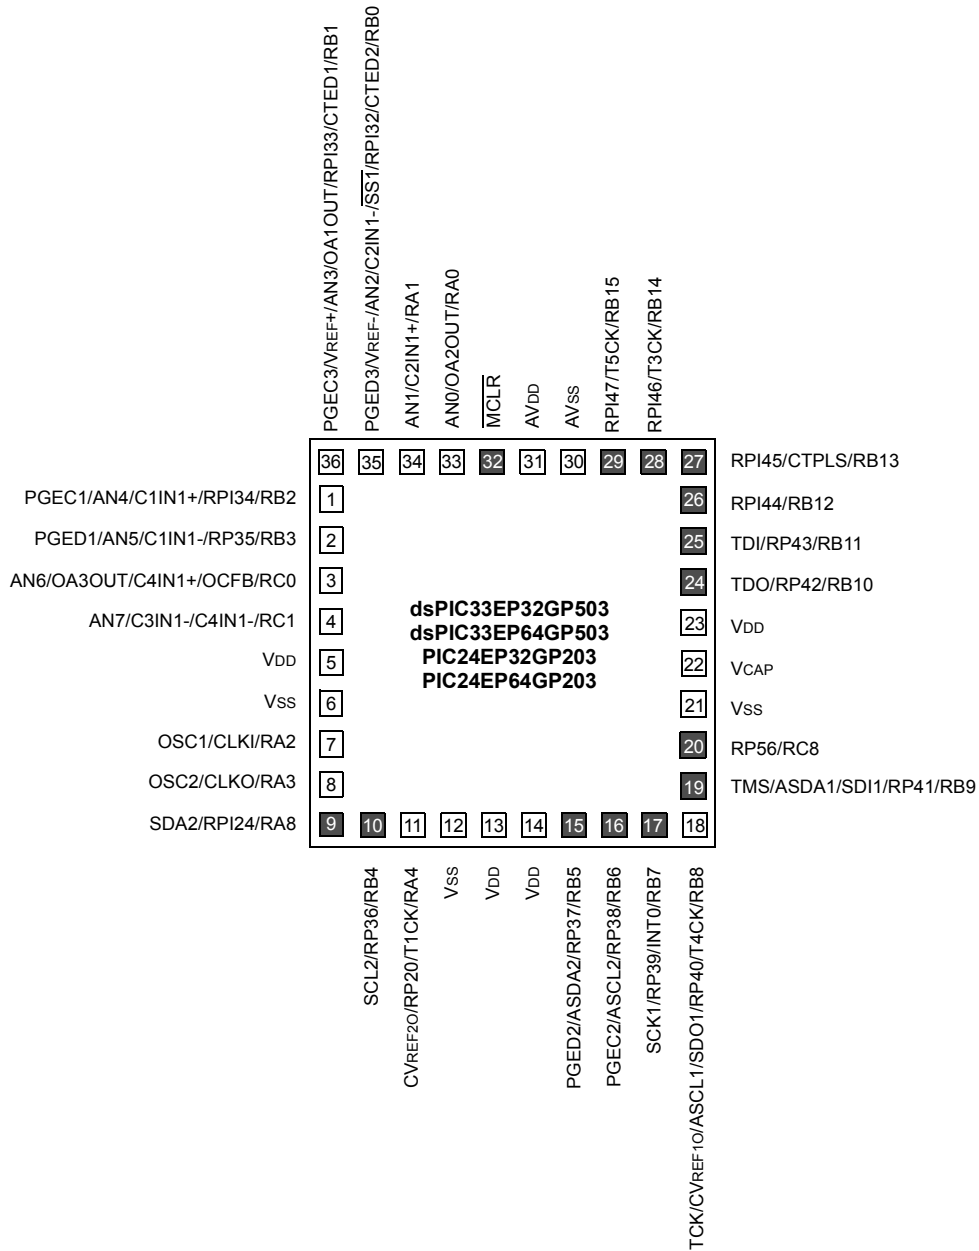 PGEC3/VREF+/AN3/OA1OUT/RPI33/CTED1/RB1
PGED3/VREF-/AN2/C2IN1-/SS1/RPI32/CTED2/RB0
AN1/C2IN1+/RA1
AN0/OA2OUT/RA0
MCLR
AVDD
AVSS
RPI47/T5CK/RB15
RPI46/T3CK/RB14
36 35 34 33 32 31 30 29 28 27 RPI45/CTPLS/RB13
PGEC1/AN4/C1IN1+/RPI34/RB2 1
26 RPI44/RB12
PGED1/AN5/C1IN1-/RP35/RB3 2
25 TDI/RP43/RB11
AN6/OA3OUT/C4IN1+/OCFB/RC0 3
24 TDO/RP42/RB10
AN7/C3IN1-/C4IN1-/RC1 4
23 VDD
VDD 5
22 VCAP
VSS 6
21 VSS
OSC1/CLKI/RA2 7
20 RP56/RC8
OSC2/CLKO/RA3 8
19 TMS/ASDA1/SDI1/RP41/RB9
dsPIC33EP32GP503
dsPIC33EP64GP503
PIC24EP32GP203
PIC24EP64GP203
SDA2/RPI24/RA8 9 10 11 12 13 14 15 16 17 18
SCL2/RP36/RB4
CVREF2O/RP20/T1CK/RA4
VSS
VDD
VDD
PGED2/ASDA2/RP37/RB5
PGEC2/ASCL2/RP38/RB6
SCK1/RP39/INT0/RB7
TCK/CVREF1O/ASCL1/SDO1/RP40/T4CK/RB8